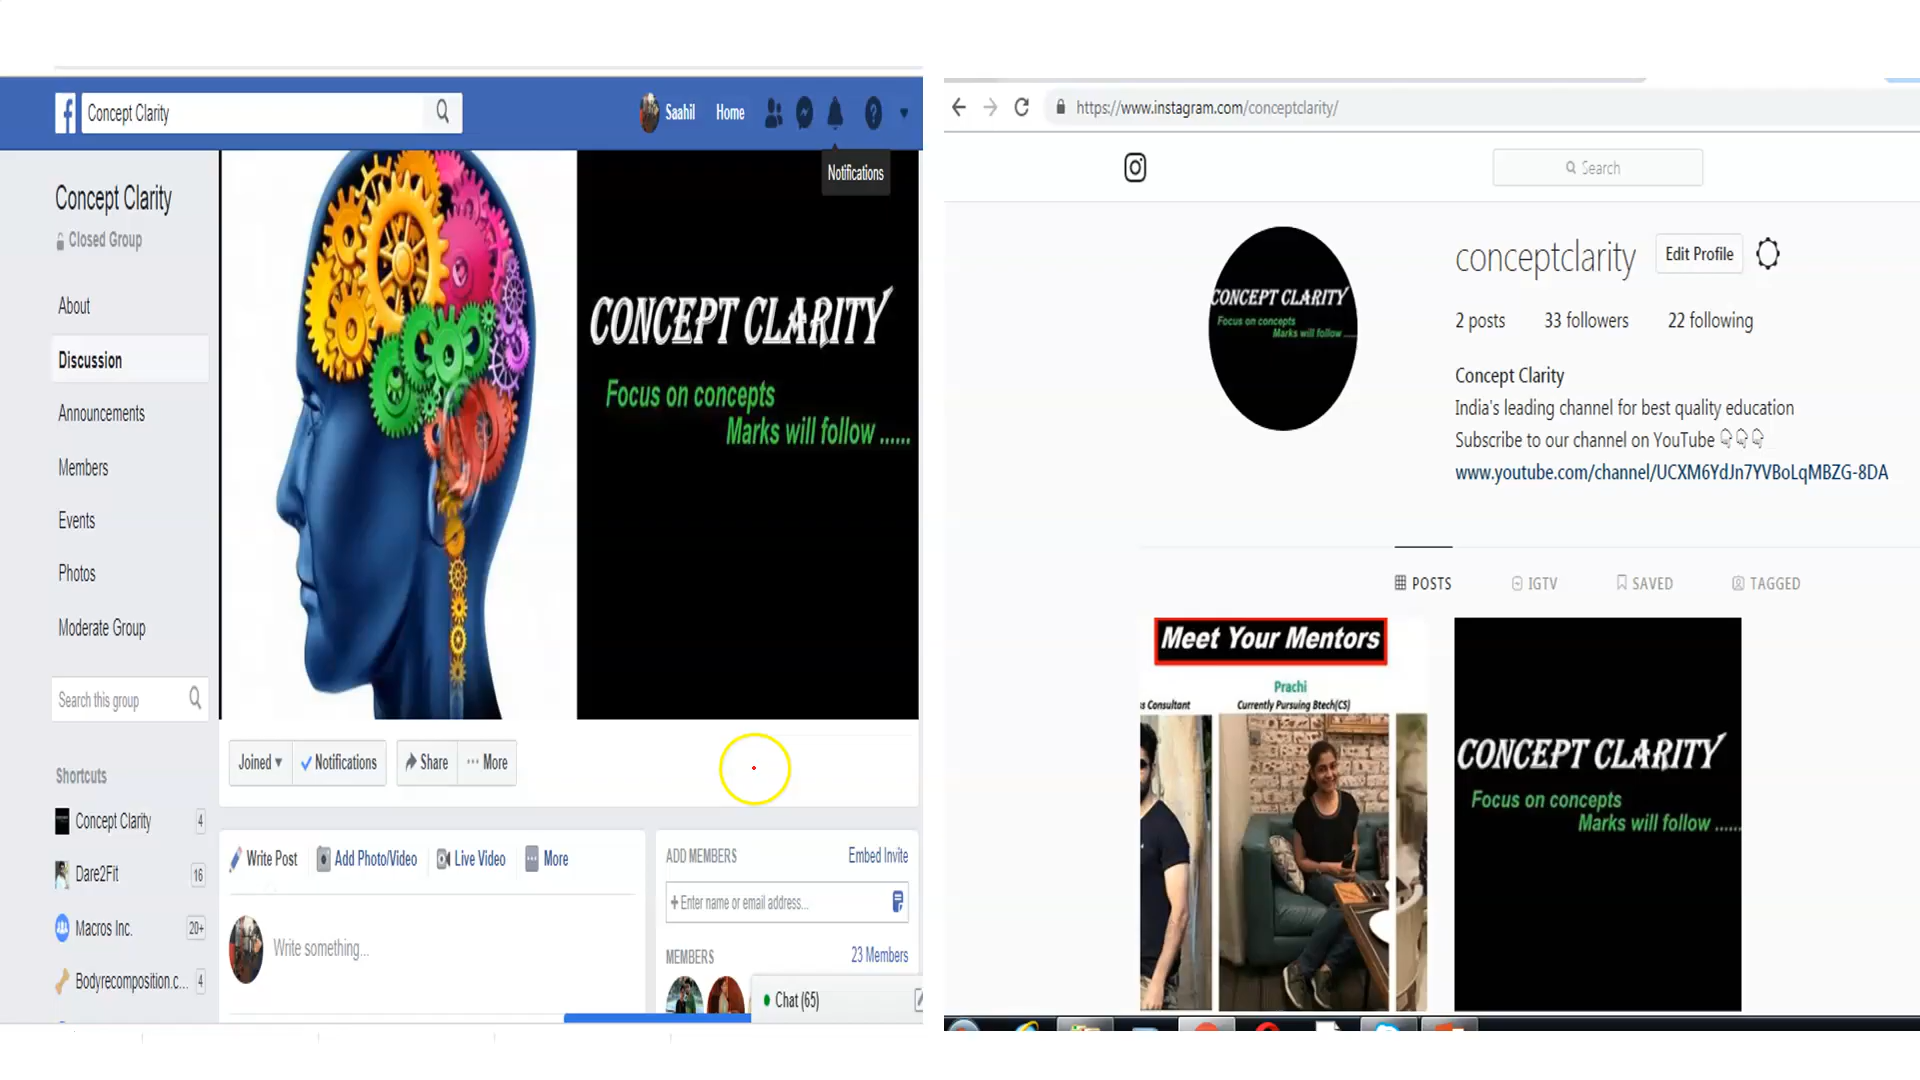 Concept Clarity
Saahil
Home
Notifications
Concept Clarity
Closed Group
About
Discussion
Announcements
Members
Events
Photos
Moderate Group
Search this group
Shortcuts
Concept Clarity 4
Dare2Fit 16
Macros Inc. 20+
Bodyrecomposition.c... 4
CONCEPT CLARITY
Focus on concepts
Marks will follow ......
Joined
Notifications
Share
More
Write Post
Add Photo/Video
Live Video
More
Write something...
ADD MEMBERS
Embed Invite
+ Enter name or email address...
MEMBERS
23 Members
Chat (65)
https://www.instagram.com/conceptclarity/
Search
CONCEPT CLARITY
Focus on concepts
Marks will follow ......
conceptclarity
Edit Profile
2 posts 33 followers 22 following
Concept Clarity
India's leading channel for best quality education
Subscribe to our channel on YouTube
www.youtube.com/channel/UCXM6YdJn7YVBoLqMBZG-8DA
POSTS
IGTV
SAVED
TAGGED
Meet Your Mentors
Prachi
s Consultant
Currently Pursuing Btech(CS)
CONCEPT CLARITY
Focus on concepts
Marks will follow ......